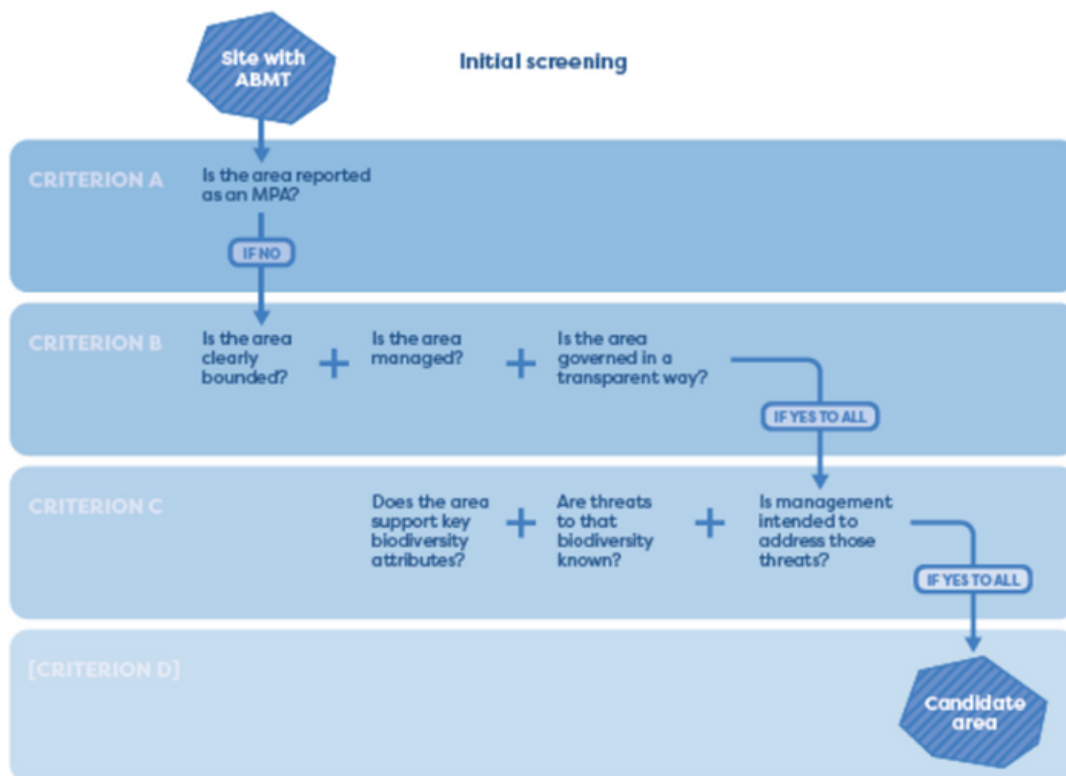 Site with
ABMT
Initial screening
CRITERION A
Is the area reported
as an MPA?
IF NO
CRITERION B
Is the area
clearly
bounded?
+
Is the area
managed?
+
Is the area
governed in a
transparent way?
IF YES TO ALL
CRITERION C
Does the area
support key
biodiversity
attributes?
+
Are threats
to that
biodiversity
known?
+
Is management
intended to
address those
threats?
IF YES TO ALL
[CRITERION D]
Candidate
area